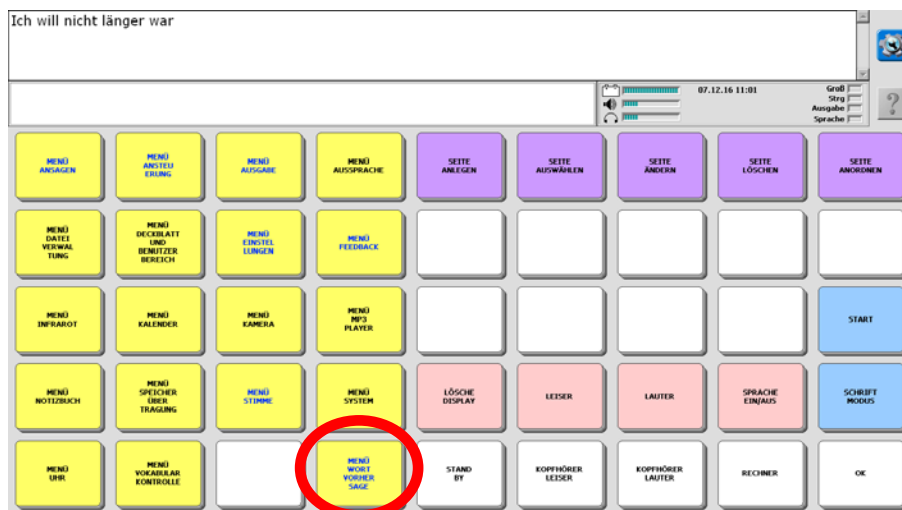 Ich will nicht länger war
07.12.16 11:01
Groß
Strg
Ausgabe
Sprache
?
MENÜ
ANSAGEN
MENÜ
ANSTEU
ERUNG
MENÜ
AUSGABE
MENÜ
AUSSPRACHE
SEITE
ANLEGEN
SEITE
AUSWÄHLEN
SEITE
ÄNDERN
SEITE
LÖSCHEN
SEITE
ANORDNEN
MENÜ
DATEI
VERWAL
TUNG
MENÜ
DECKBLATT
UND
BENUTZER
BEREICH
MENÜ
EINSTEL
LUNGEN
MENÜ
FEEDBACK
MENÜ
INFRAROT
MENÜ
KALENDER
MENÜ
KAMERA
MENÜ
MP3
PLAYER
START
MENÜ
NOTIZBUCH
MENÜ
SPEICHER
ÜBER
TRAGUNG
MENÜ
STIMME
MENÜ
SYSTEM
LÖSCHE
DISPLAY
LEISER
LAUTER
SPRACHE
EIN/AUS
SCHRIFT
MODUS
MENÜ
UHR
MENÜ
VOKABULAR
KONTROLLE
MENÜ
WORT
VORHER
SAGE
STAND
BY
KOPFHÖRER
LEISER
KOPFHÖRER
LAUTER
RECHNER
OK